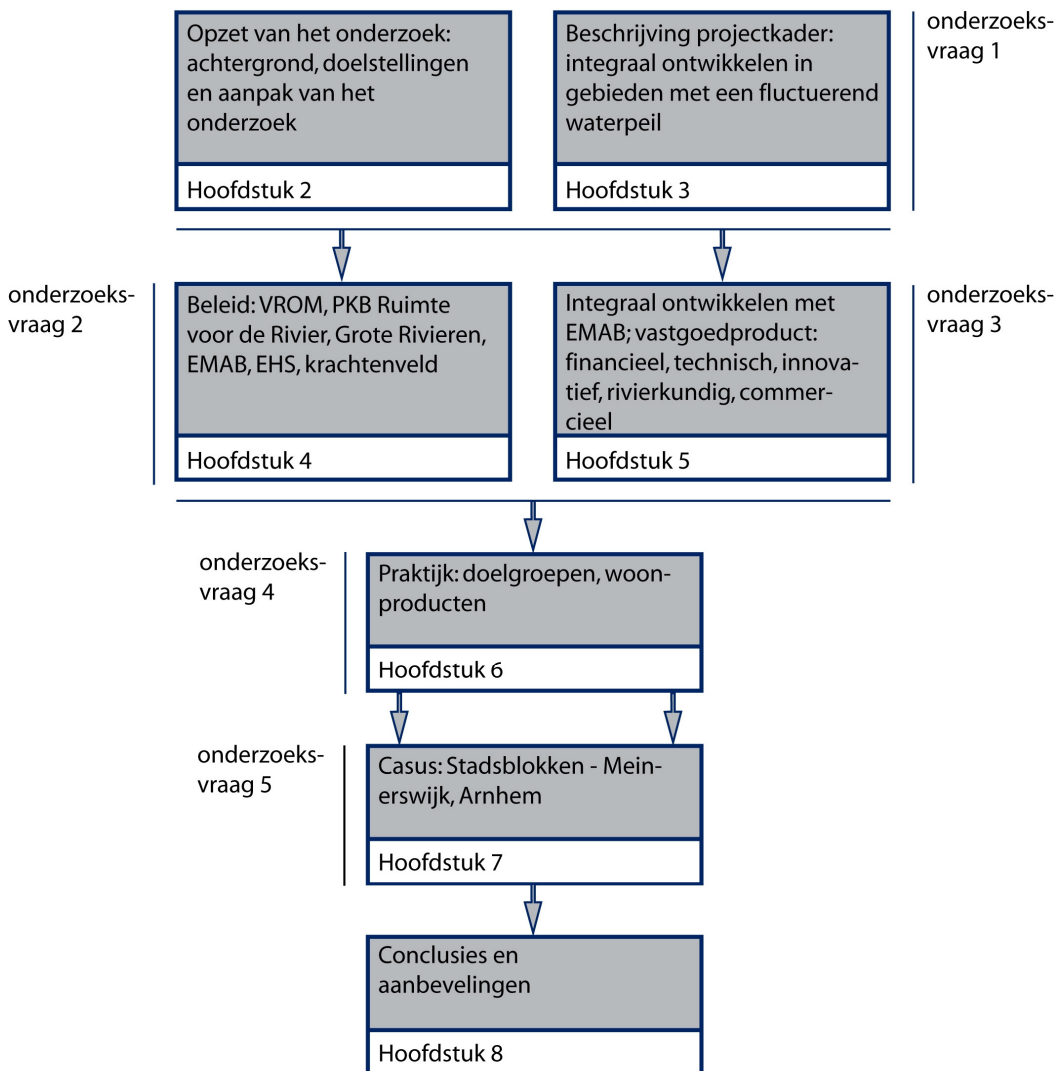 Opzet van het onderzoek:
achtergrond, doelstellingen
en aanpak van het
onderzoek
Hoofdstuk 2
Beschrijving projectkader:
integraal ontwikkelen in
gebieden met een fluctuerend
waterpeil
Hoofdstuk 3
onderzoeks-
vraag 1
onderzoeks-
vraag 2
Beleid: VROM, PKB Ruimte
voor de Rivier, Grote Rivieren,
EMAB, EHS, krachtenveld
Hoofdstuk 4
Integraal ontwikkelen met
EMAB; vastgoedproduct:
financieel, technisch, innova-
tief, rivierkundig, commer-
cieel
Hoofdstuk 5
onderzoeks-
vraag 3
onderzoeks-
vraag 4
Praktijk: doelgroepen, woon-
producten
Hoofdstuk 6
onderzoeks-
vraag 5
Casus: Stadsblokken - Mein-
erswijk, Arnhem
Hoofdstuk 7
Conclusies en
aanbevelingen
Hoofdstuk 8